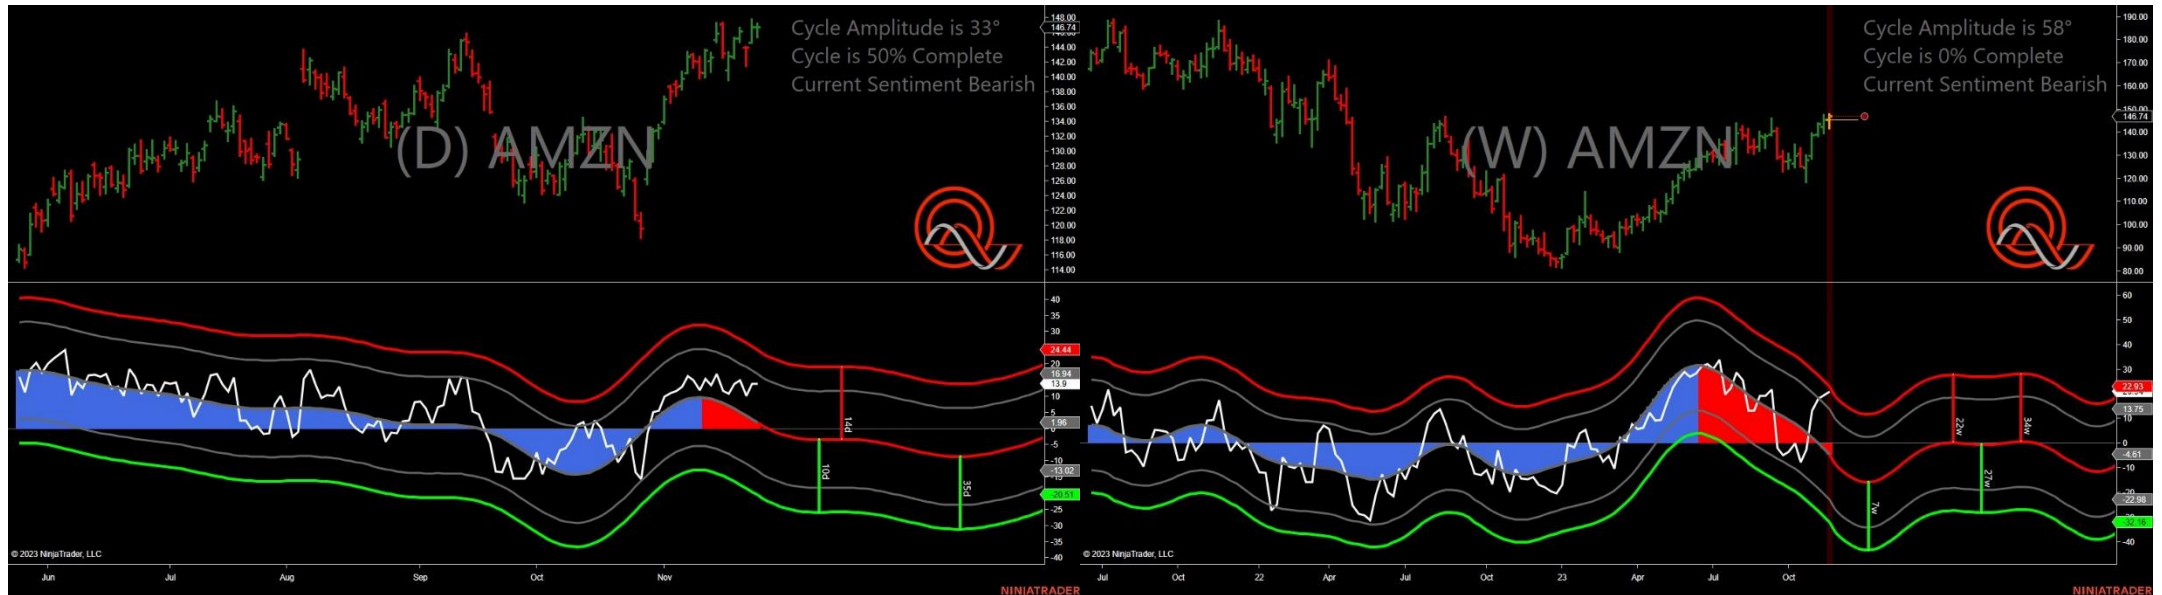 Cycle Amplitude is 33°
Cycle is 50% Complete
Current Sentiment Bearish
(D) AMZN
148.00
146.74
144.00
142.00
140.00
138.00
136.00
134.00
132.00
130.00
128.00
126.00
124.00
122.00
120.00
118.00
116.00
114.00
40
35
30
24.44
20
16.94
13.9
10
5
1.96
-5
-10
-13.02
-20.51
-25
-30
-35
-40
14d
10d
35d
© 2023 NinjaTrader, LLC
Jun
Jul
Aug
Sep
Oct
Nov
NINJATRADER
Cycle Amplitude is 58°
Cycle is 0% Complete
Current Sentiment Bearish
(W) AMZN
190.00
180.00
170.00
160.00
150.00
146.74
140.00
130.00
120.00
110.00
100.00
90.00
80.00
60
50
40
30
22.93
13.75
0
-4.61
-10
-22.98
-32.16
-40
22w
34w
27w
7w
© 2023 NinjaTrader, LLC
Jul
Oct
22
Apr
Jul
Oct
23
Apr
Jul
Oct
NINJATRADER